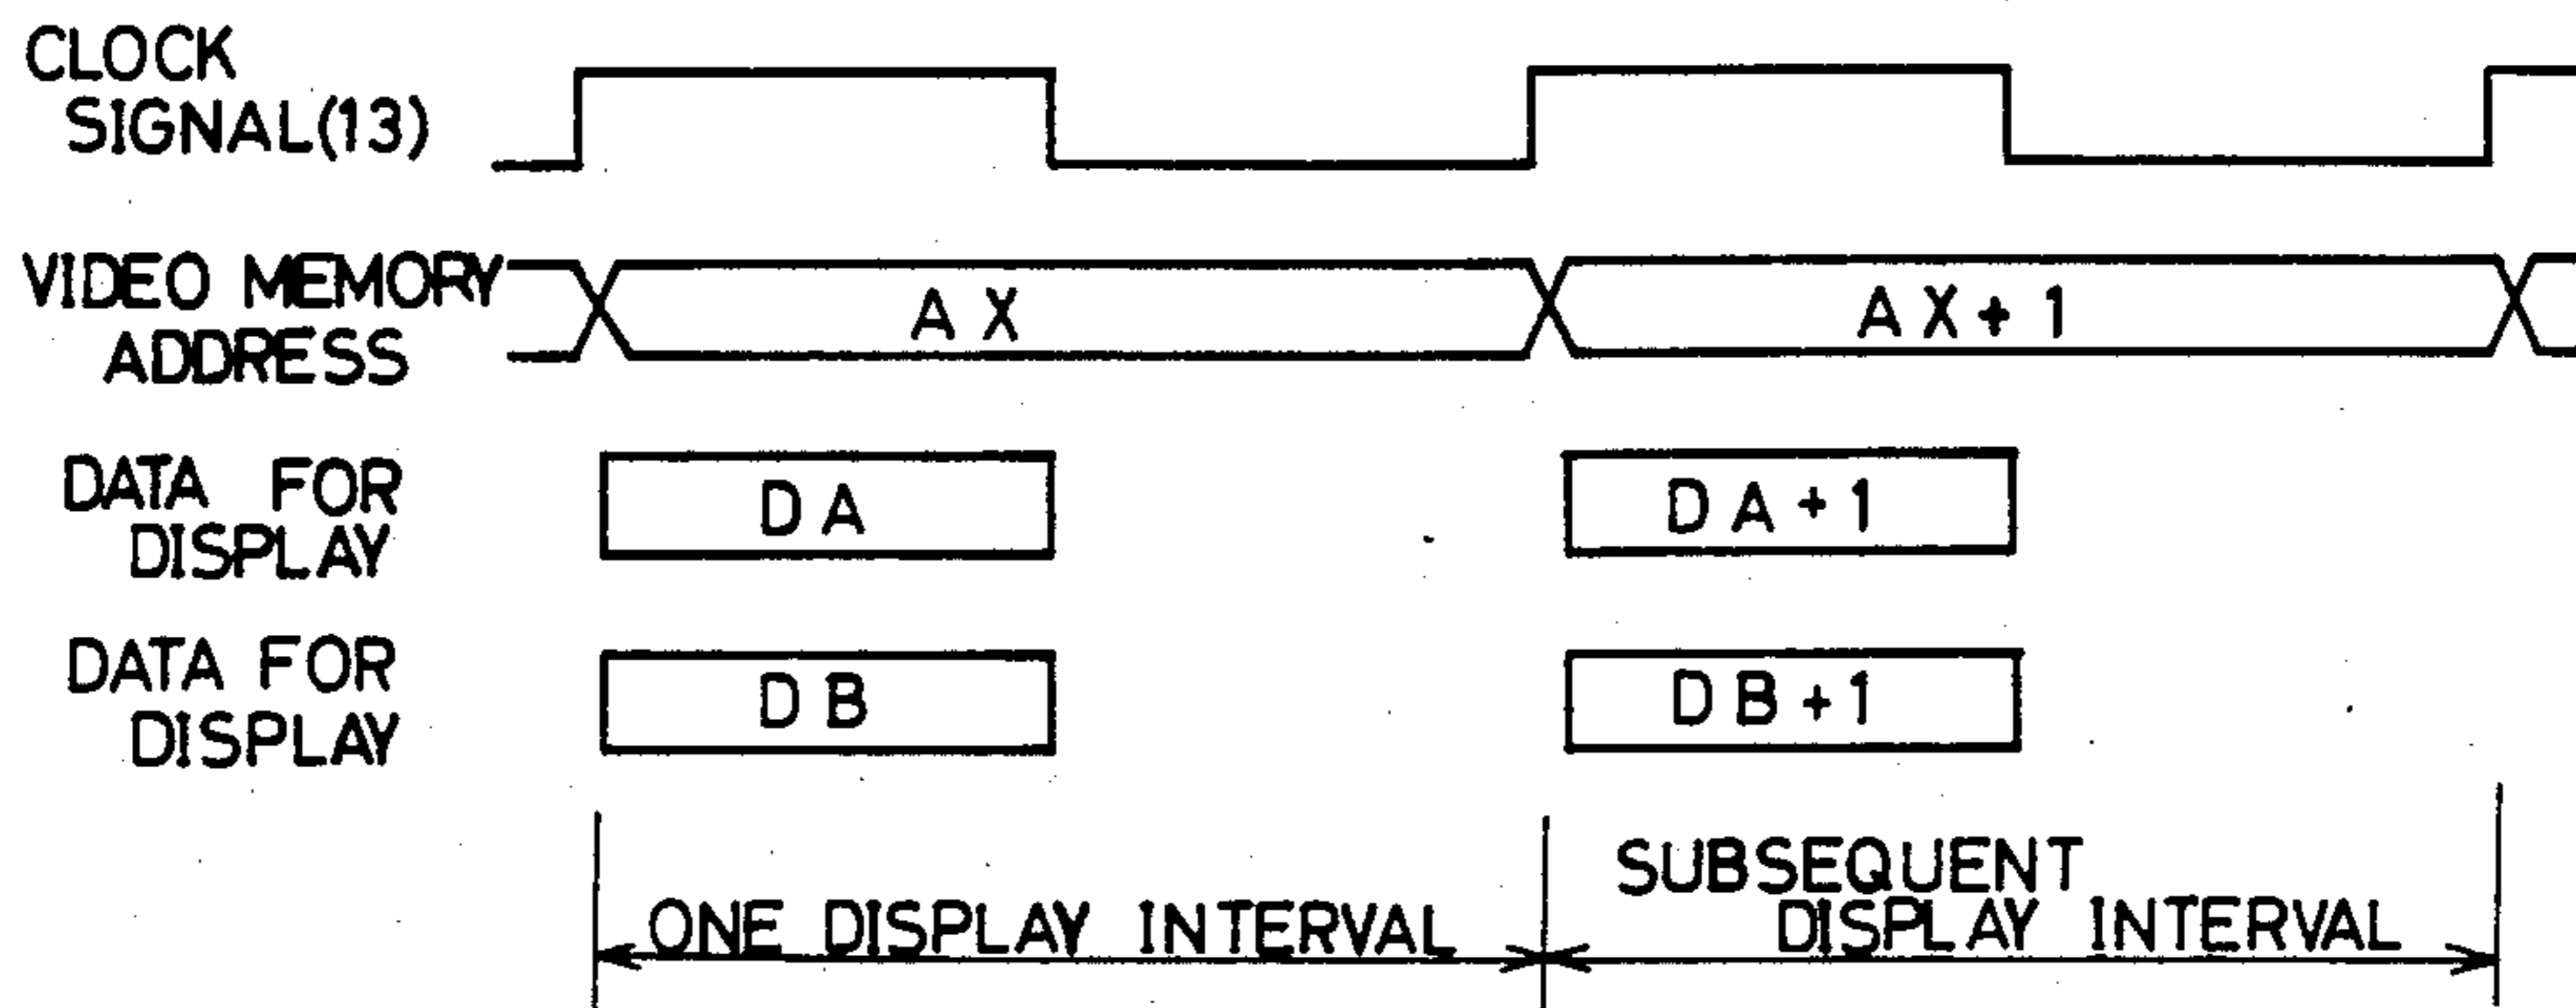 CLOCK
SIGNAL(13)
VIDEO MEMORY
ADDRESS
AX
AX+1
DATA FOR
DISPLAY
DA
DA+1
DATA FOR
DISPLAY
DB
DB+1
ONE DISPLAY INTERVAL
SUBSEQUENT
DISPLAY INTERVAL